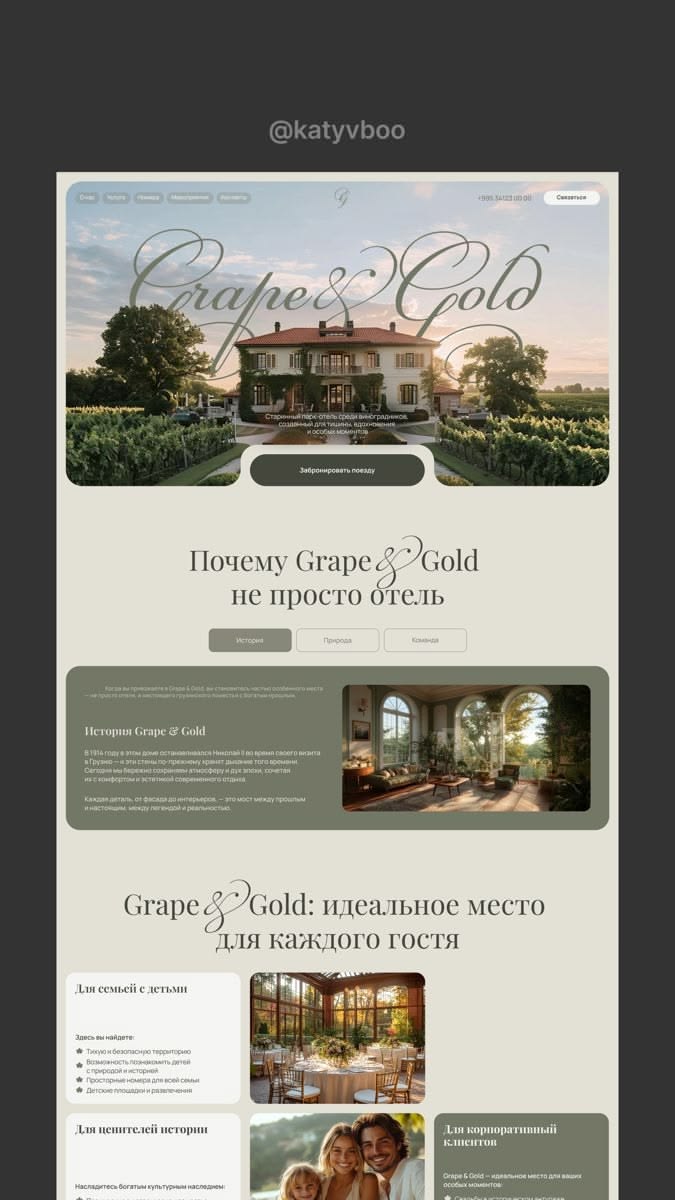 @katyvboo
О нас
Услуги
Номера
Мероприятия
Контакты
G
+995 34123 00 00
Связаться
Grape & Gold
Старинный парк-отель среди виноградников,
созданный для тишины, вдохновения
и особых моментов
Забронировать поезду
Почему Grape & Gold
не просто отель
История
Природа
Команда
Когда вы приезжаете в Grape & Gold, вы становитесь частью особенного места
— не просто отеля, а настоящего грузинского поместья с богатым прошлым.
История Grape & Gold
В 1914 году в этом доме останавливался Николай II во время своего визита
в Грузию — и эти стены по-прежнему хранят дыхание того времени.
Сегодня мы бережно сохраняем атмосферу и дух эпохи, сочетая
их с комфортом и эстетикой современного отдыха.
Каждая деталь, от фасада до интерьеров, — это мост между прошлым
и настоящим, между легендой и реальностью.
Grape & Gold: идеальное место
для каждого гостя
Для семьей с детьми
Здесь вы найдете:
Тихую и безопасную территорию
Возможность познакомить детей
с природой и историей
Просторные номера для всей семьи
Детские площадки и развлечения
Для ценителей истории
Насладитесь богатым культурным наследием:
Для корпоративный
клиентов
Grape & Gold — идеальное место для ваших
особых моментов: